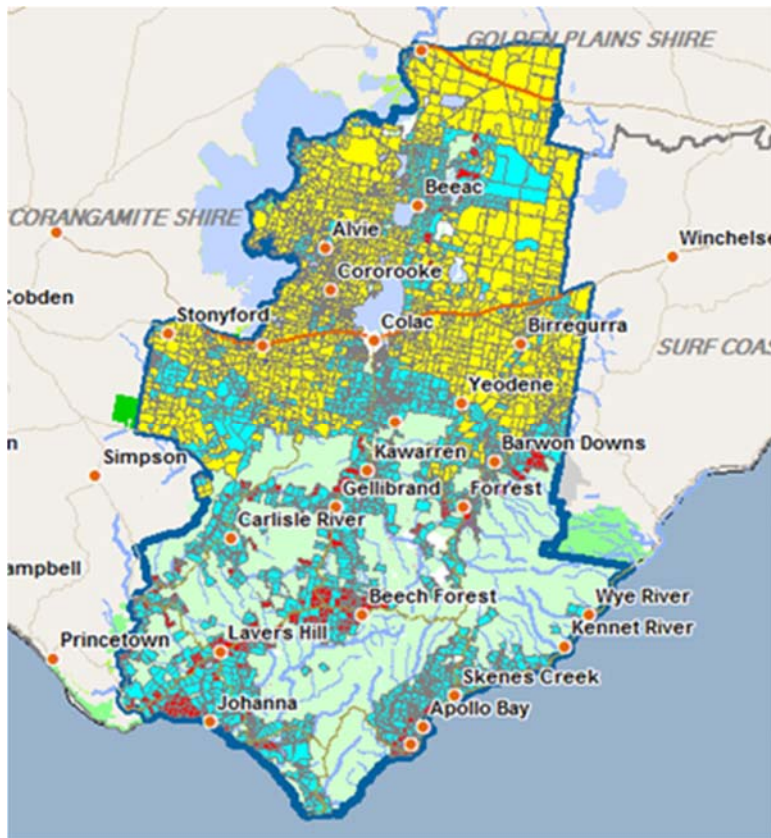 GOLDEN PLAINS SHIRE
Beeac
CORANGAMITE SHIRE
Alvie
Winchelse
Cororooke
Cobden
Stonyford
Colac
Birregurra
SURF COAS
Yeodene
Barwon Downs
Kawarren
Simpson
Gellibrand
Forrest
Carlisle River
ampbell
Beech Forest
Wye River
Princetown
Lavers Hill
Kennet River
Skenes Creek
Johanna
Apollo Bay